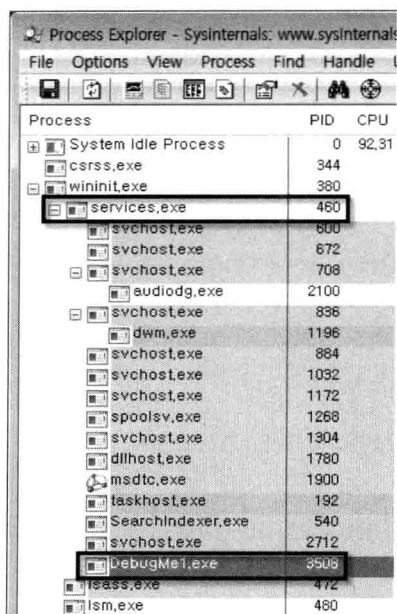 Process Explorer - Sysinternals: www.sysinternals
File Options View Process Find Handle
Process PID CPU
System Idle Process 0 92,31
csrss,exe 344
wininit,exe 380
services,exe 460
svchost,exe 600
svchost,exe 672
svchost,exe 708
audiodg,exe 2100
svchost,exe 836
dwm,exe 1196
svchost,exe 884
svchost,exe 1032
svchost,exe 1172
spoolsv,exe 1268
svchost,exe 1304
dllhost,exe 1780
msdtc,exe 1900
taskhost,exe 192
SearchIndexer,exe 540
svchost,exe 2712
DebugMe1,exe 3506
lsass,exe 472
lsm,exe 480